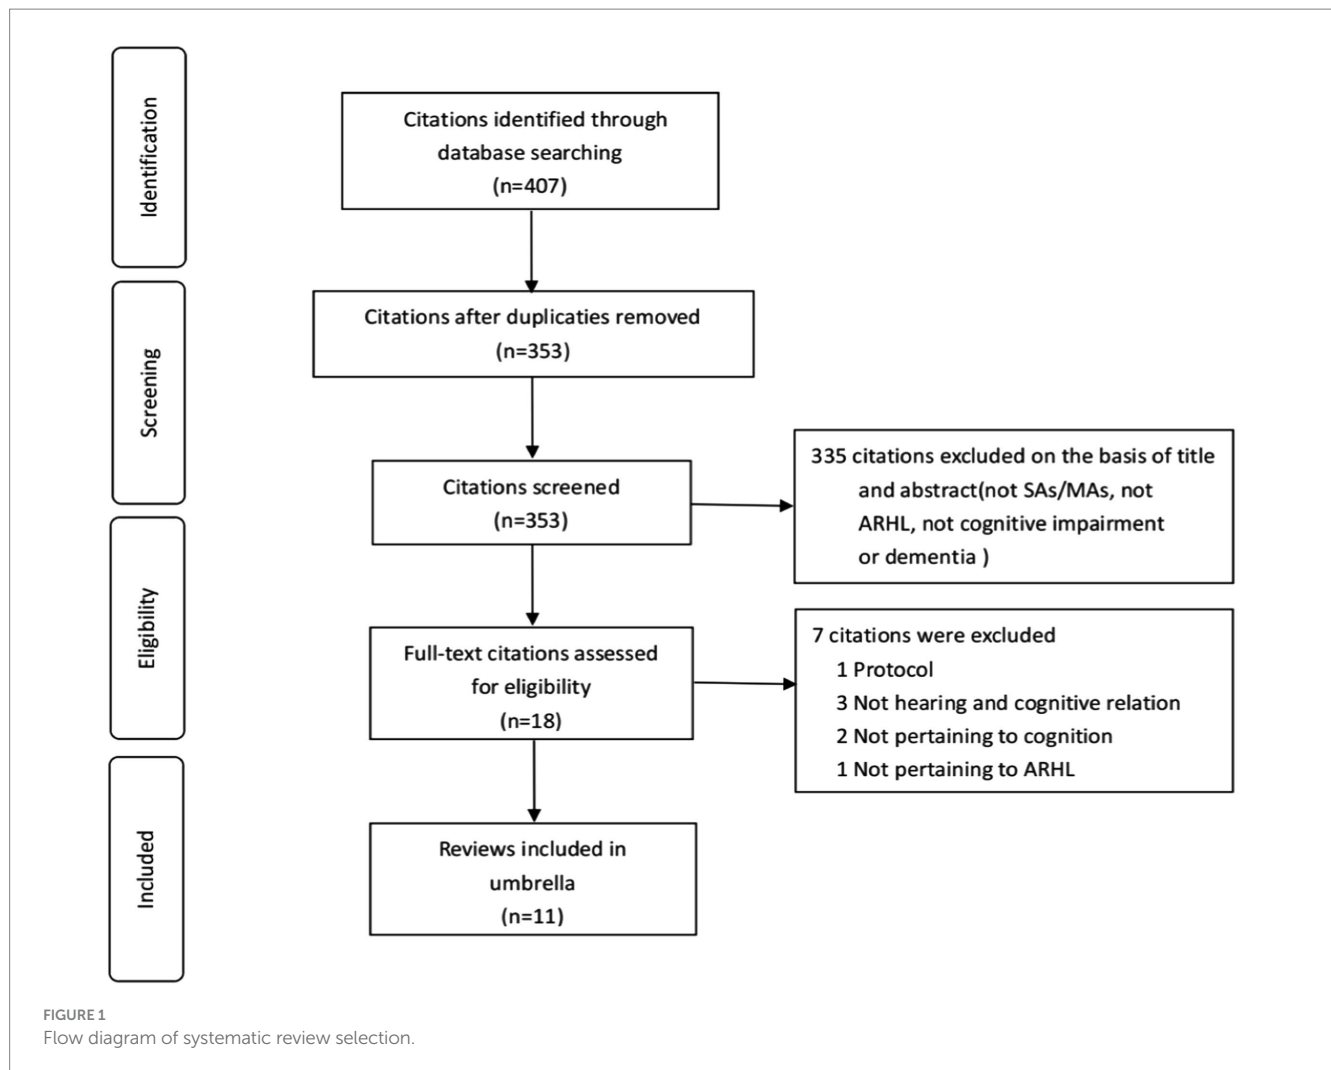 Identification
Citations identified through
database searching
(n=407)
Screening
Citations after duplicaties removed
(n=353)
Citations screened
(n=353)
335 citations excluded on the basis of title
and abstract(not SAs/MAs, not
ARHL, not cognitive impairment
or dementia )
Eligibility
Full-text citations assessed
for eligibility
(n=18)
7 citations were excluded
1 Protocol
3 Not hearing and cognitive relation
2 Not pertaining to cognition
1 Not pertaining to ARHL
Included
Reviews included in
umbrella
(n=11)
FIGURE 1
Flow diagram of systematic review selection.